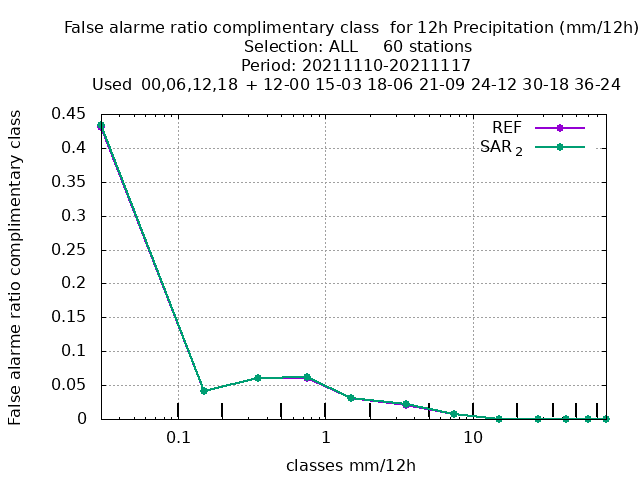 False alarme ratio complimentary class  for 12h Precipitation (mm/12h)
Selection: ALL     60 stations
Period: 20211110-20211117
Used  00,06,12,18  + 12-00 15-03 18-06 21-09 24-12 30-18 36-24
False alarme ratio complimentary class
0.45
0.4
0.35
0.3
0.25
0.2
0.15
0.1
0.05
0
REF
SAR 2
0.1
1
10
classes mm/12h